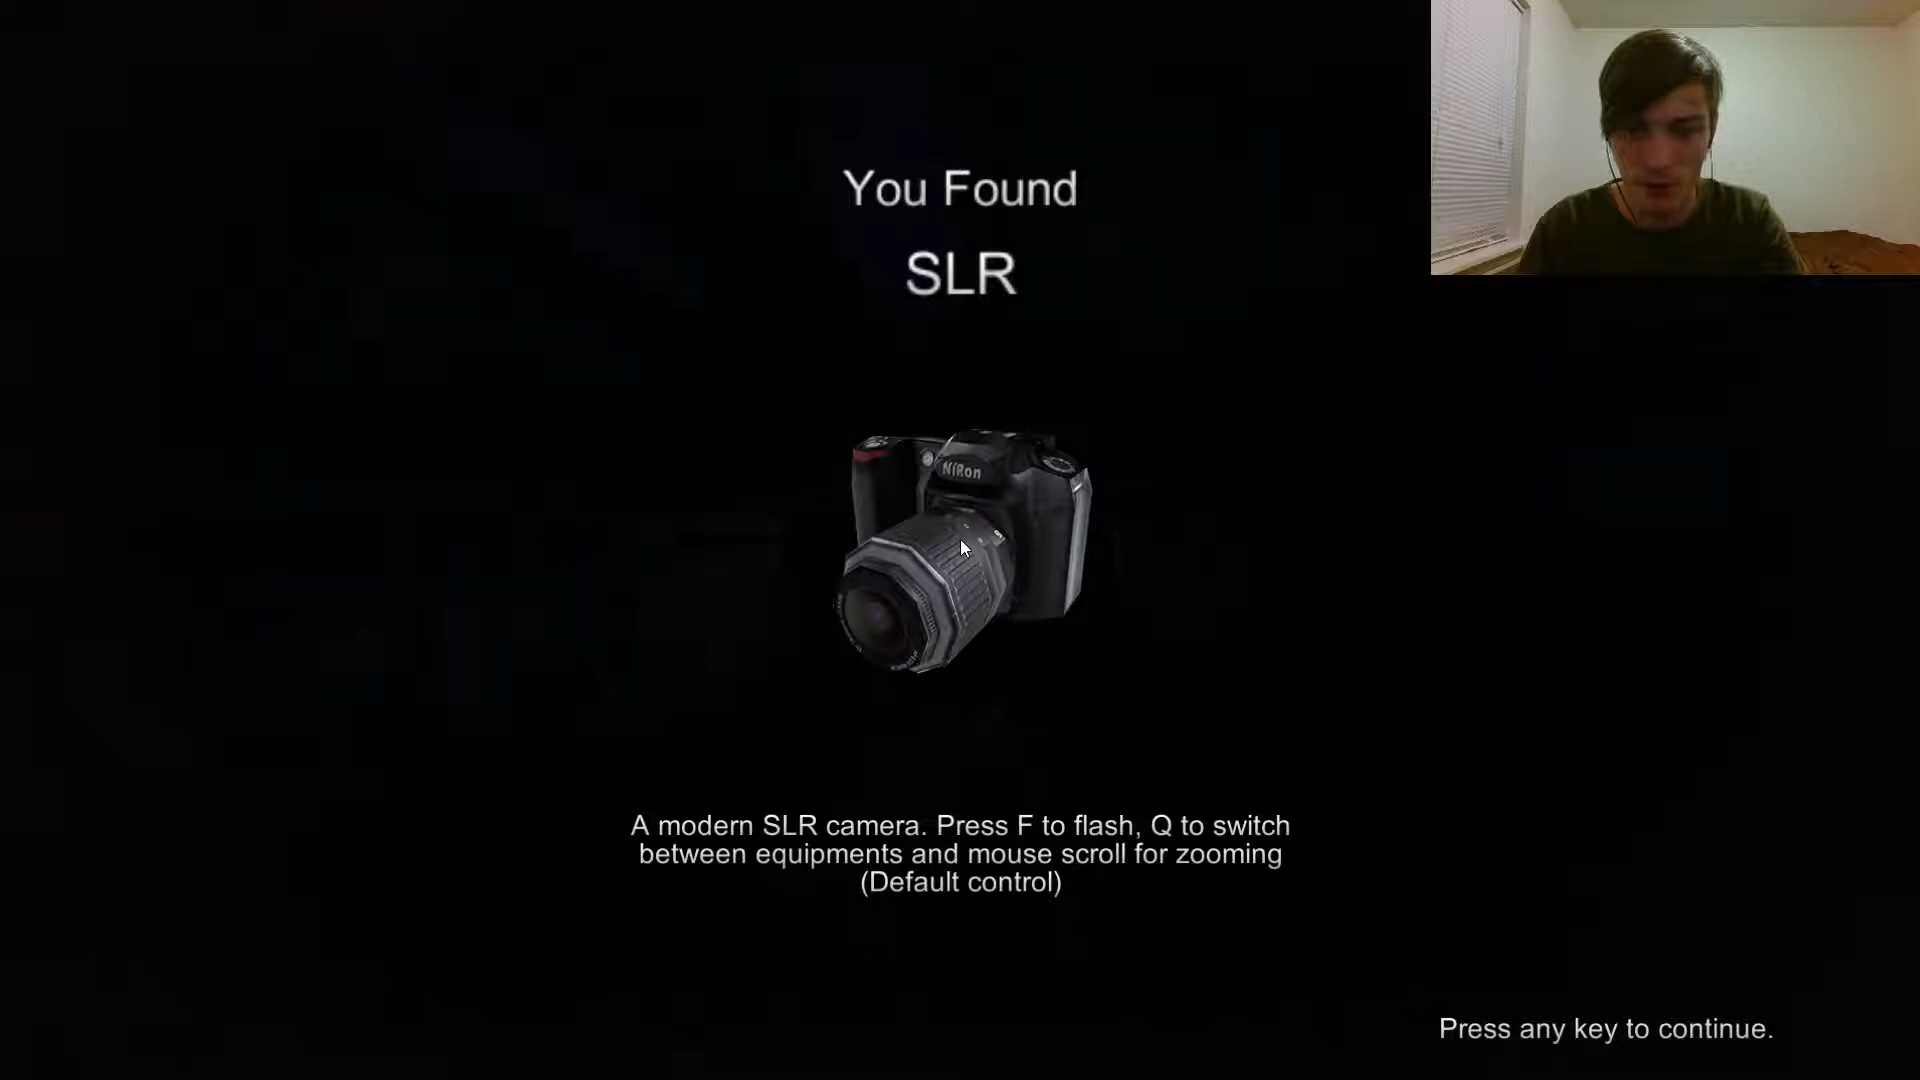 You Found
SLR
NiRon
A modern SLR camera. Press F to flash, Q to switch
between equipments and mouse scroll for zooming
(Default control)
Press any key to continue.